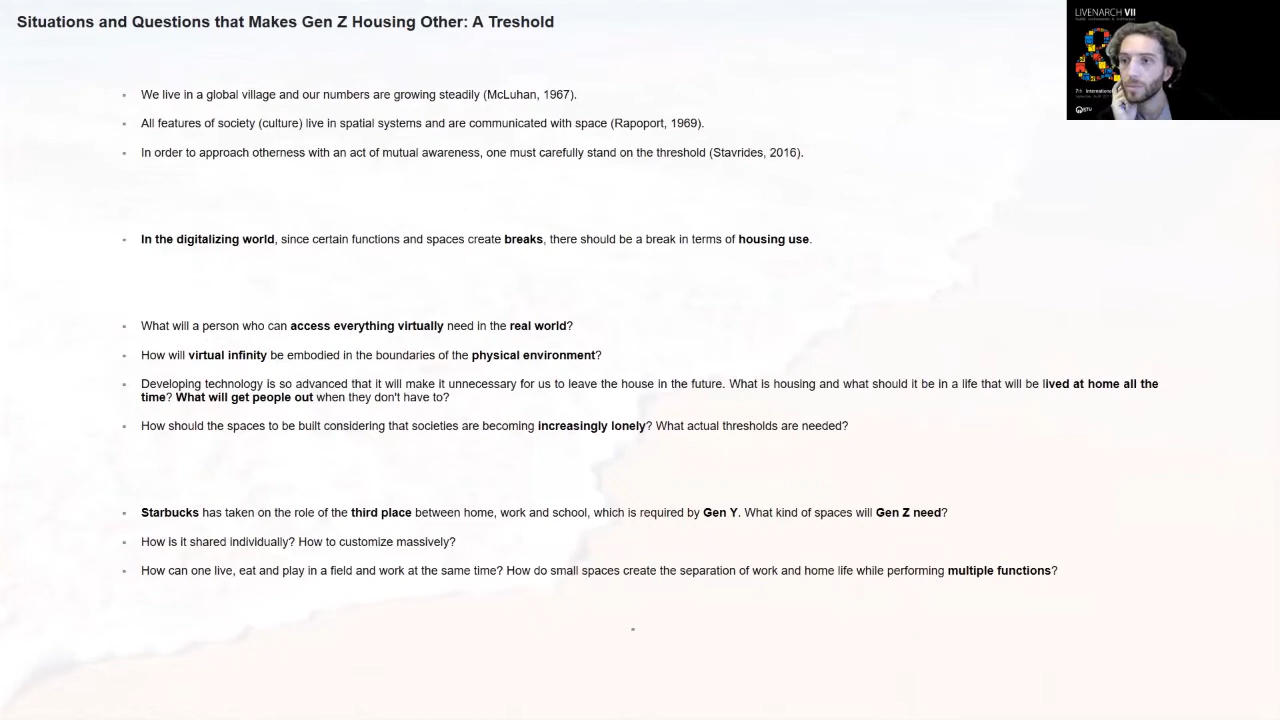 Situations and Questions that Makes Gen Z Housing Other: A Treshold
LIVENARCH VII
7th International
KTU
We live in a global village and our numbers are growing steadily (McLuhan, 1967).
All features of society (culture) live in spatial systems and are communicated with space (Rapoport, 1969).
In order to approach otherness with an act of mutual awareness, one must carefully stand on the threshold (Stavrides, 2016).
In the digitalizing world, since certain functions and spaces create breaks, there should be a break in terms of housing use.
What will a person who can access everything virtually need in the real world?
How will virtual infinity be embodied in the boundaries of the physical environment?
Developing technology is so advanced that it will make it unnecessary for us to leave the house in the future. What is housing and what should it be in a life that will be lived at home all the
time? What will get people out when they don't have to?
How should the spaces to be built considering that societies are becoming increasingly lonely? What actual thresholds are needed?
Starbucks has taken on the role of the third place between home, work and school, which is required by Gen Y. What kind of spaces will Gen Z need?
How is it shared individually? How to customize massively?
How can one live, eat and play in a field and work at the same time? How do small spaces create the separation of work and home life while performing multiple functions?